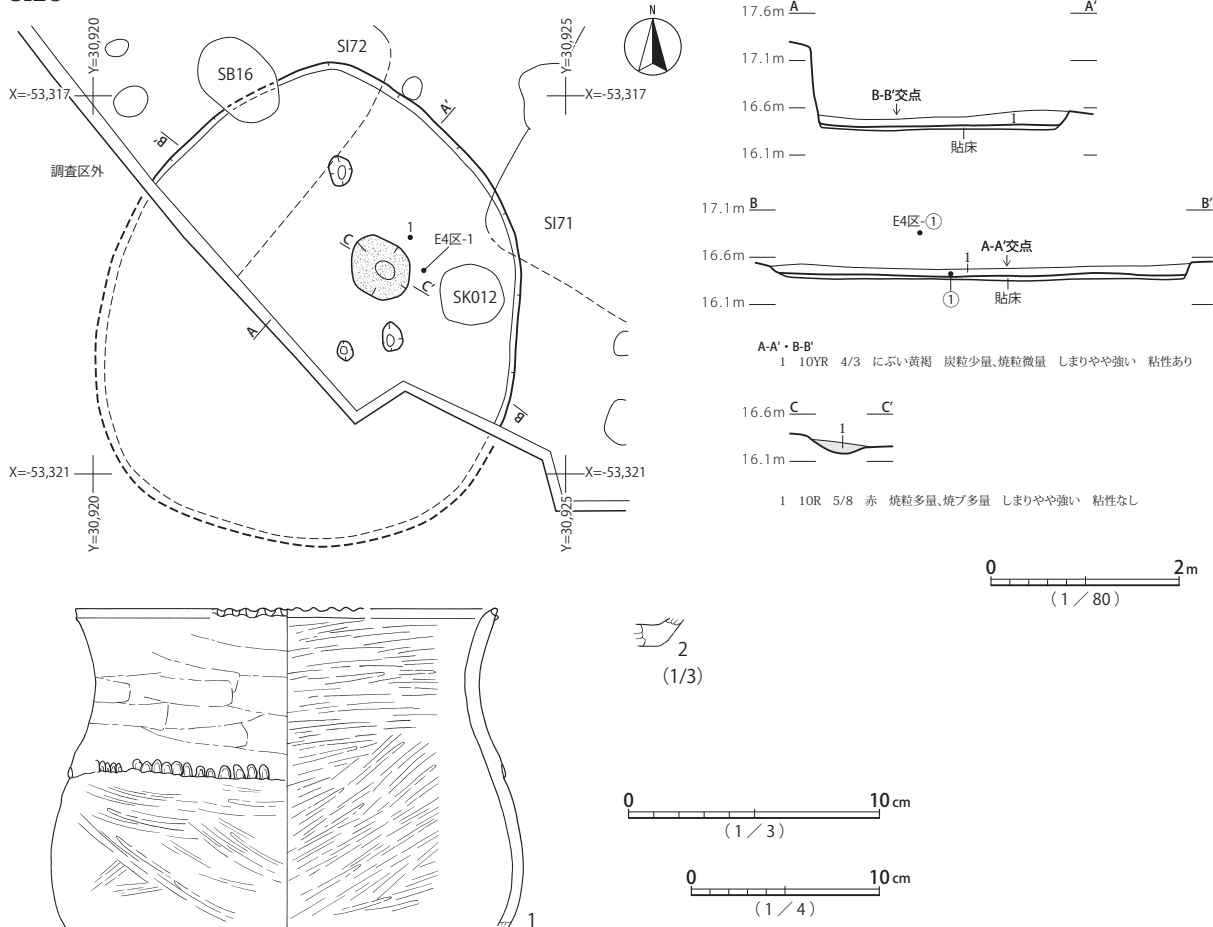 N
SI72
SB16
Y=30,920
Y=30,925
X=-53,317
X=-53,317
A'
B'
調査区外
1
E4区-1
SI71
C
C'
SK012
A
B
X=-53,321
X=-53,321
Y=30,920
Y=30,925
17.6m A A'
17.1m
B-B'交点
16.6m
1
16.1m
貼床
17.1m B B'
E4区-①
A-A'交点
16.6m
1
16.1m
①
貼床
A-A'・B-B'
1 10YR 4/3 にぶい黄褐 炭粒少量、焼粒微量 しまりやや強い 粘性あり
16.6m C C'
1
16.1m
1 10R 5/8 赤 焼粒多量、焼ブ多量 しまりやや強い 粘性なし
0 2m
(1/80)
2
(1/3)
0 10cm
(1/3)
0 10cm
(1/4)
1